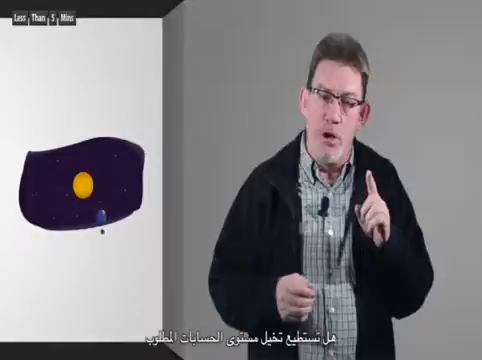 Less Than 5 Mins
هل تستطيع تخيل مستوى الحسابات المطلوب